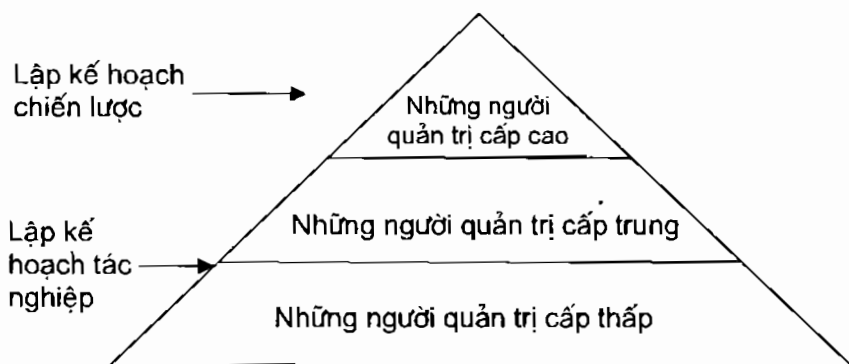 Lập kế hoạch
chiến lược
Những người
quản trị cấp cao
Những người quản trị cấp trung
Lập kế
hoạch tác
nghiệp
Những người quản trị cấp thấp